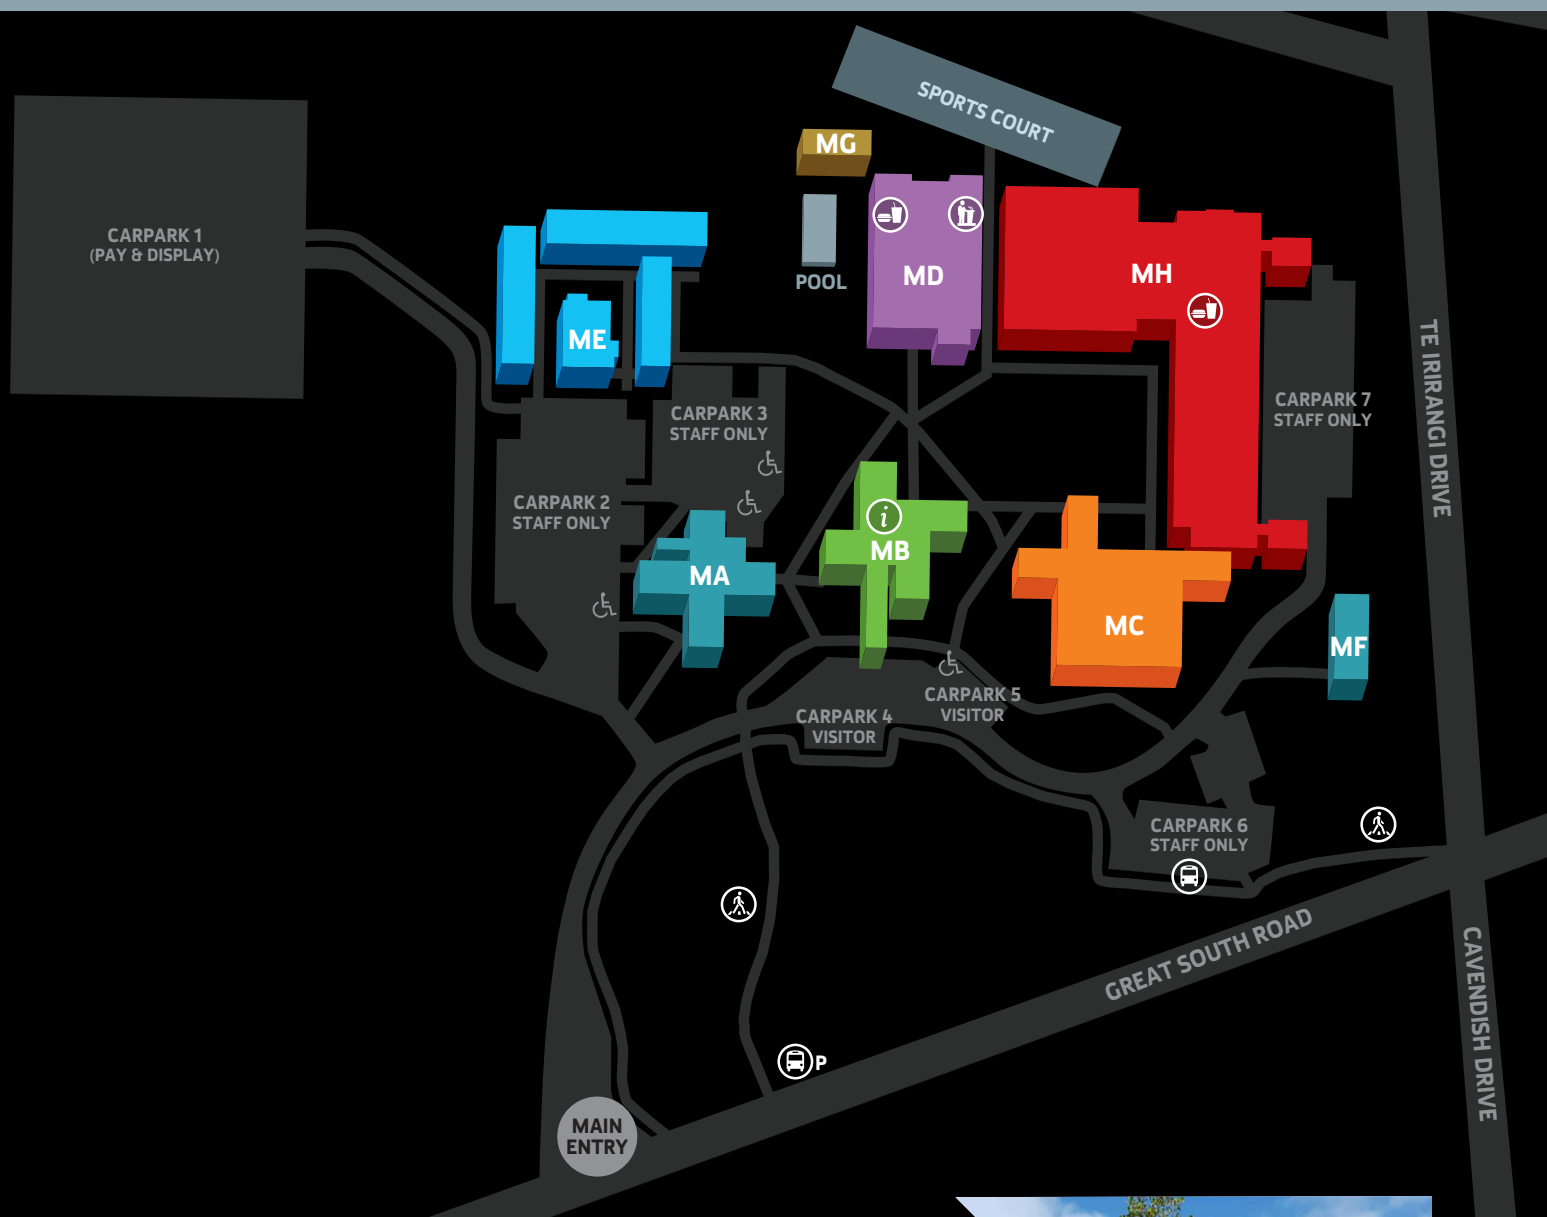 SPORTS COURT
MG
CARPARK 1
(PAY & DISPLAY)
POOL
MD
MH
ME
TE IRIRANGI DRIVE
CARPARK 7
STAFF ONLY
CARPARK 3
STAFF ONLY
CARPARK 2
STAFF ONLY
i
MB
MA
MC
MF
CARPARK 5
VISITOR
CARPARK 4
VISITOR
CARPARK 6
STAFF ONLY
GREAT SOUTH ROAD
CAVENDISH DRIVE
P
MAIN
ENTRY